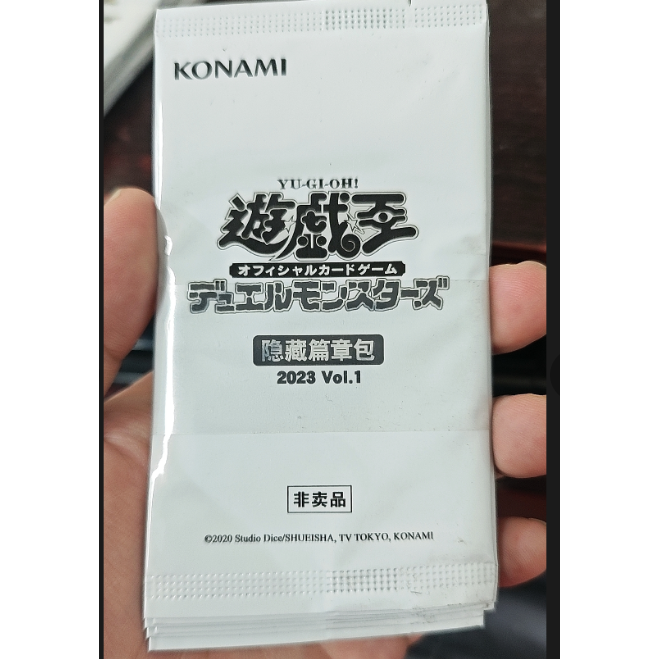 KONAMI
YU-GI-OH!
遊戯王
オフィシャルカードゲーム
デュエルモンスターズ
隐藏篇章包
2023 Vol.1
非卖品
©2020 Studio Dice/SHUEISHA, TV TOKYO, KONAMI